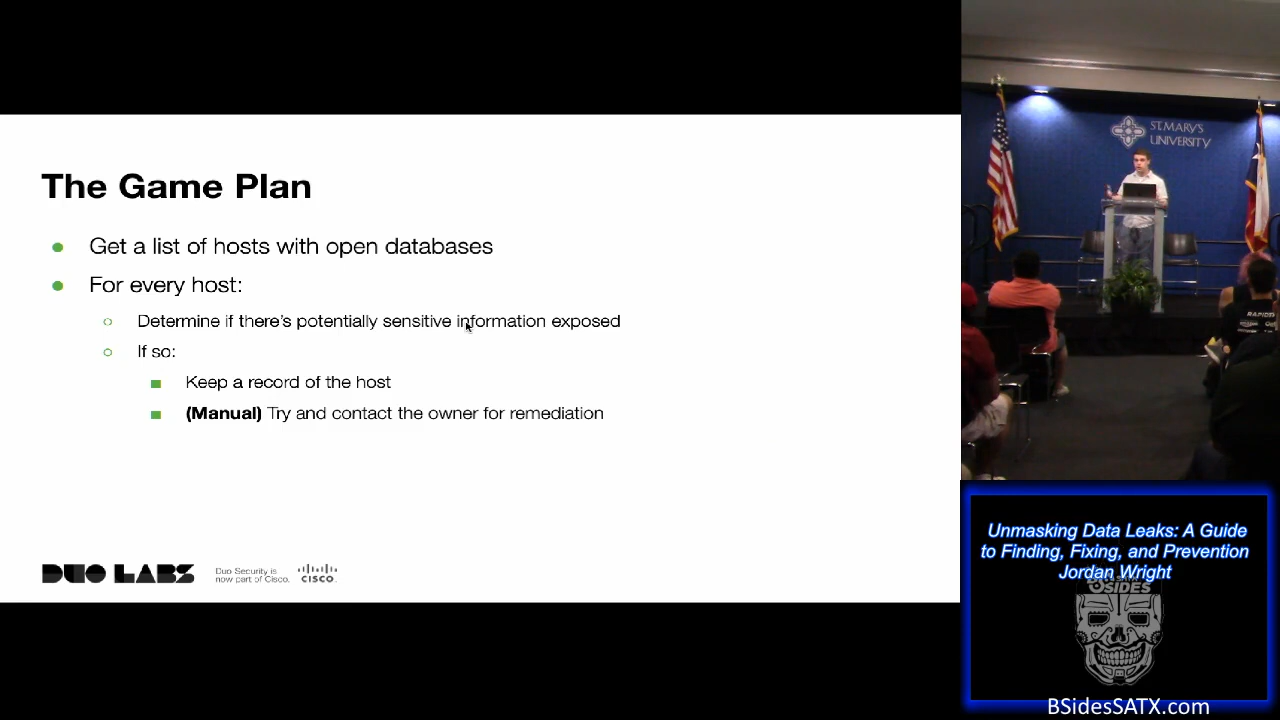 The Game Plan
Get a list of hosts with open databases
For every host:
Determine if there's potentially sensitive information exposed
If so:
Keep a record of the host
(Manual) Try and contact the owner for remediation
DUO LABS
Duo Security is
now part of Cisco.
CISCO
ST. MARY'S
UNIVERSITY
RAPID7
Unmasking Data Leaks: A Guide
to Finding, Fixing, and Prevention
Jordan Wright
BSIDES
BSidesSATX.com